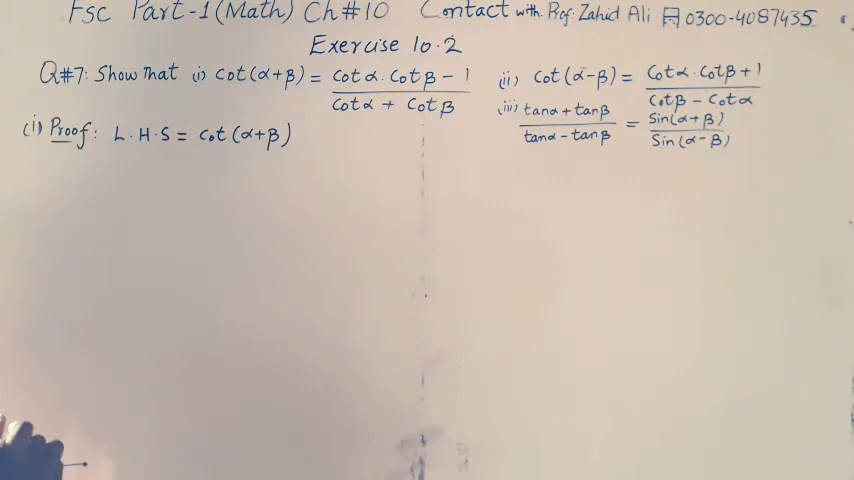 Fsc Part-1 (Math) Ch#10 Contact with Prof: Zahid Ali 0300-4087435
Exercise 10.2
Q#7: Show That (i) Cot(α+β) = (Cotα.Cotβ - 1)/(Cotα + Cotβ) (ii) Cot(α-β) = (Cotα.Cotβ+1)/(Cotβ - Cotα)
(iii) (tanα+tanβ)/(tanα-tanβ) = Sin(α+β)/Sin(α-β)
(i) Proof: L.H.S = Cot(α+β)